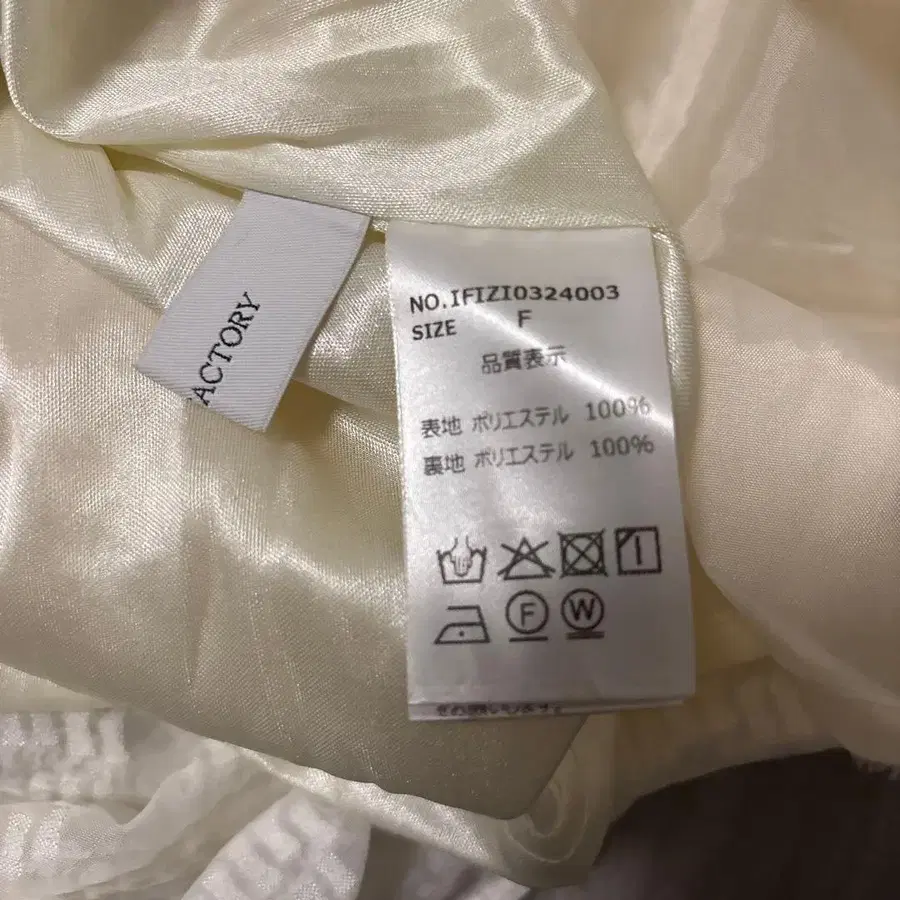 ACTORY
NO.IFIZI0324003
SIZE F
品質表示
表地 ポリエステル 100%
裏地 ポリエステル 100%
F W